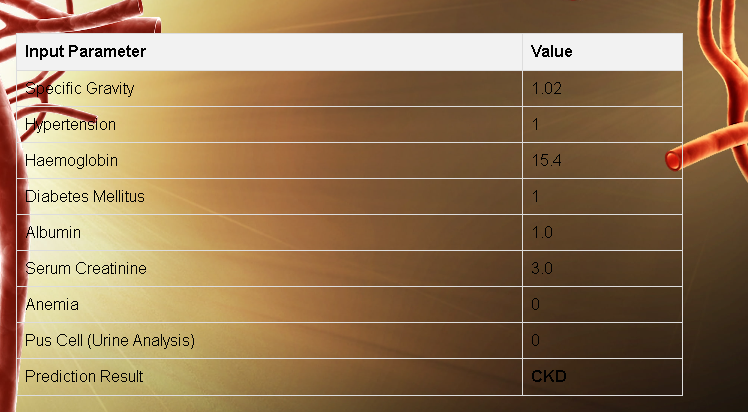 Input Parameter Value
Specific Gravity 1.02
Hypertension 1
Haemoglobin 15.4
Diabetes Mellitus 1
Albumin 1.0
Serum Creatinine 3.0
Anemia 0
Pus Cell (Urine Analysis) 0
Prediction Result CKD